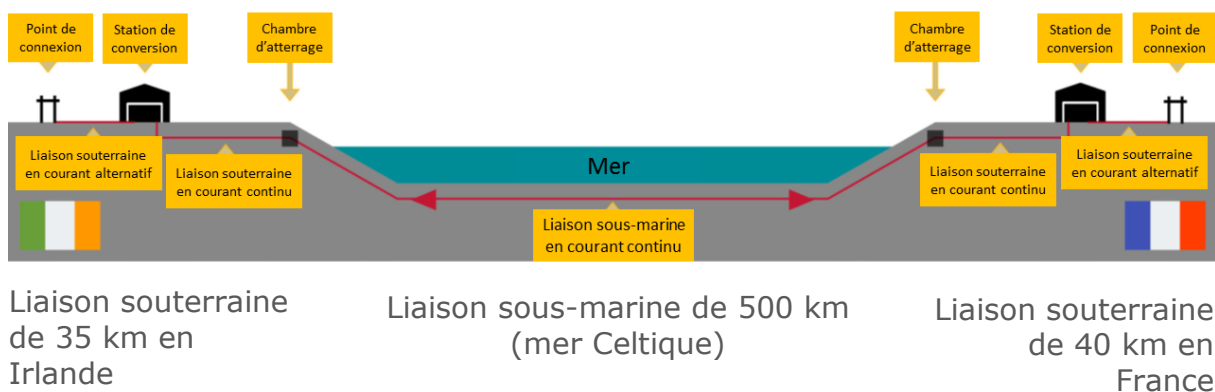 Point de
connexion
Station de
conversion
Chambre
d'atterrage
Chambre
d'atterrage
Station de
conversion
Point de
connexion
Liaison souterraine
en courant alternatif
Liaison souterraine
en courant continu
Mer
Liaison sous-marine
en courant continu
Liaison souterraine
en courant continu
Liaison souterraine
en courant alternatif
Liaison souterraine
de 35 km en
Irlande
Liaison sous-marine de 500 km
(mer Celtique)
Liaison souterraine
de 40 km en
France